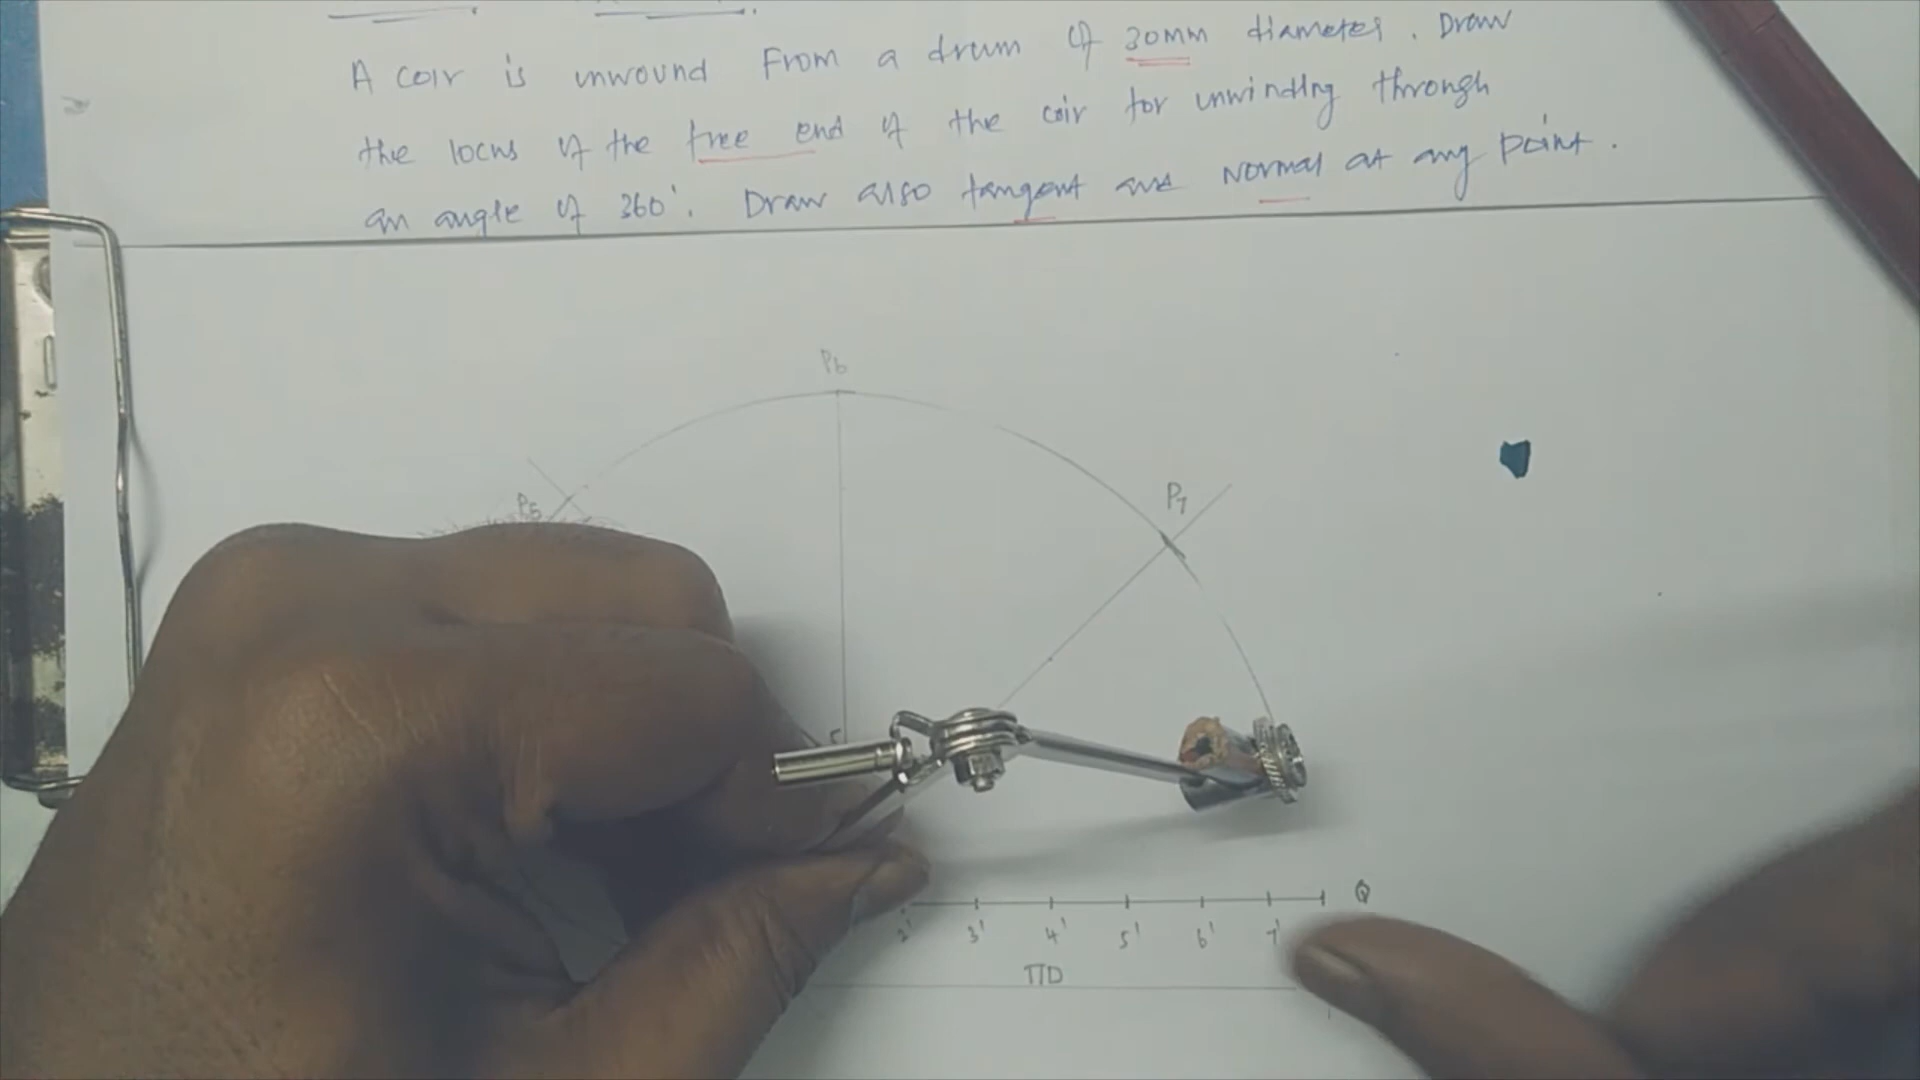 A coir is unwound From a drum of 30mm diameter. Draw
the locus of the free end of the coir for unwinding through
an angle of 360°. Draw also tangent and Normal at any point.
P6
P5
P7
Q
2' 3' 4' 5' 6' 7'
πD